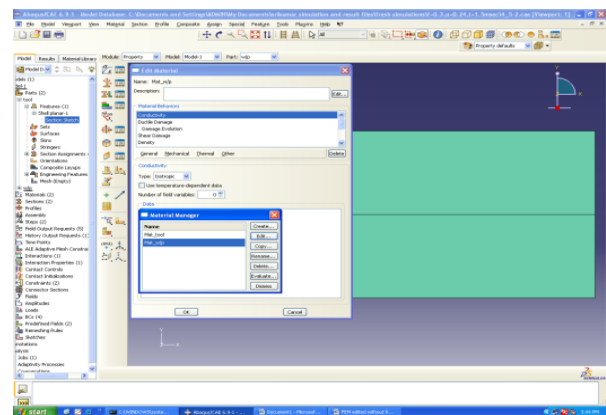 File Model Viewport View Material Section Profile Composite Assign Special Feature Tools Plug-ins Help
Property defaults
Model Results Material Library
Module: Property Model: Model-1 Part: w/p
Parts (2)
tool
Features (1)
Shell planar-1
Section Sketch
Sets
Surfaces
Skins
Stringers
Section Assignments
Orientations
Composite Layups
Engineering Features
Mesh (Empty)
w/p
Materials (2)
Sections (2)
Profiles
Assembly
Steps (2)
Field Output Requests (5)
History Output Requests (1)
Time Points
ALE Adaptive Mesh Constrai
Interactions (1)
Interaction Properties (1)
Contact Controls
Contact Initializations
Constraints (2)
Connector Sections
Fields
Amplitudes
Loads
BCs (4)
Predefined Fields (2)
Remeshing Rules
Sketches
Jobs (1)
Adaptivity Processes
Edit Material
Name: Mat_w/p
Description:
Edit...
Material Behaviors
Conductivity
Ductile Damage
Damage Evolution
Shear Damage
Density
General Mechanical Thermal Other
Delete
Conductivity
Type: Isotropic
Use temperature-dependent data
Number of field variables: 0
Data
Material Manager
Name
Mat_tool
Mat_w/p
Create...
Edit...
Copy...
Rename...
Delete...
Evaluate...
Dismiss
OK
Cancel
start